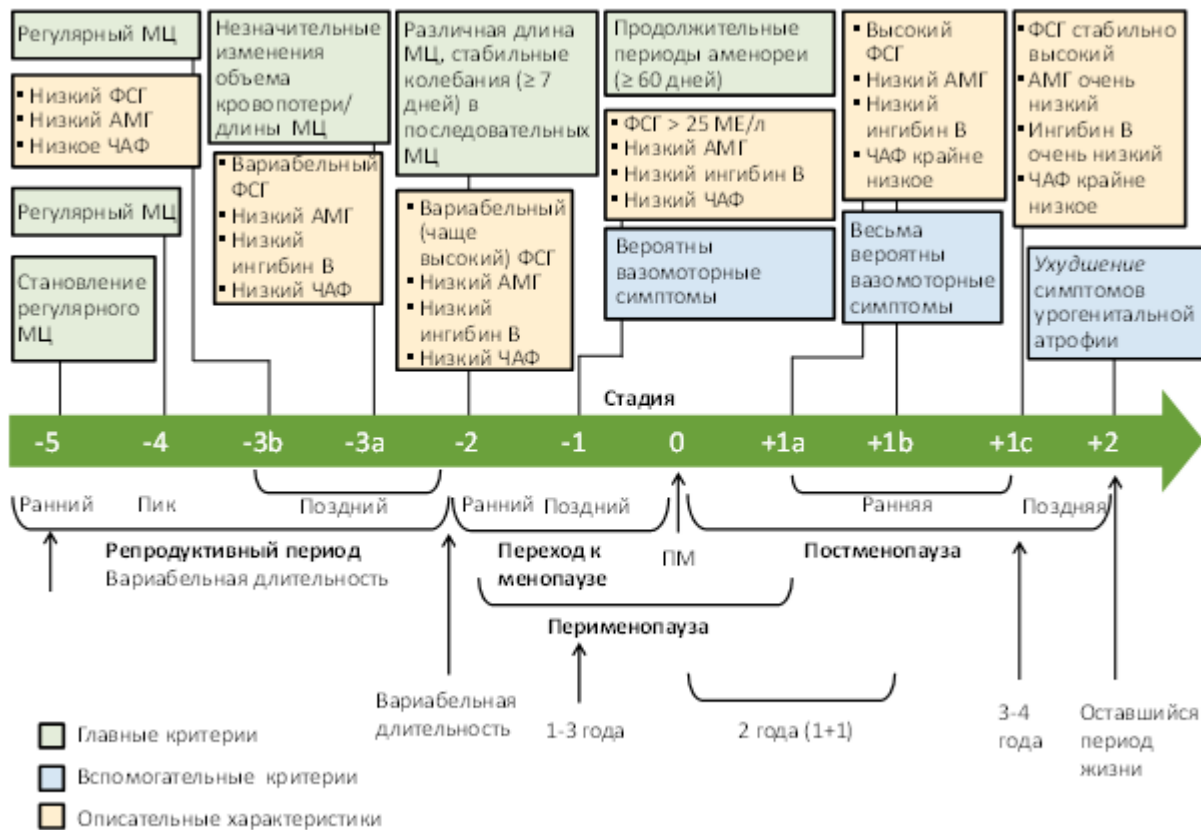 Регулярный МЦ
▪ Низкий ФСГ
▪ Низкий АМГ
▪ Низкое ЧАФ
Регулярный МЦ
Становление
регулярного
МЦ
Незначительные
изменения
объема
кровопотери/
длины МЦ
▪ Вариабельный
ФСГ
▪ Низкий АМГ
▪ Низкий
ингибин В
▪ Низкий ЧАФ
Различная длина
МЦ, стабильные
колебания (≥ 7
дней) в
последовательных
МЦ
▪ Вариабельный
(чаще
высокий) ФСГ
▪ Низкий АМГ
▪ Низкий
ингибин В
▪ Низкий ЧАФ
Продолжительные
периоды аменореи
(≥ 60 дней)
▪ ФСГ > 25 МЕ/л
▪ Низкий АМГ
▪ Низкий ингибин В
▪ Низкий ЧАФ
Вероятны
вазомоторные
симптомы
▪ Высокий
ФСГ
▪ Низкий АМГ
▪ Низкий
ингибин В
▪ ЧАФ крайне
низкое
Весьма
вероятны
вазомоторные
симптомы
▪ ФСГ стабильно
высокий
▪ АМГ очень
низкий
▪ Ингибин В
очень низкий
▪ ЧАФ крайне
низкое
Ухудшение
симптомов
урогенитальной
атрофии
Стадия
-5 -4 -3b -3a -2 -1 0 +1a +1b +1c +2
Ранний Пик Поздний Ранний Поздний Ранняя Поздняя
Репродуктивный период
Вариабельная длительность
Переход к
менопаузе
ПМ
Постменопауза
Перименопауза
Вариабельная
длительность
1-3 года
2 года (1+1)
3-4
года
Оставшийся
период
жизни
Главные критерии
Вспомогательные критерии
Описательные характеристики